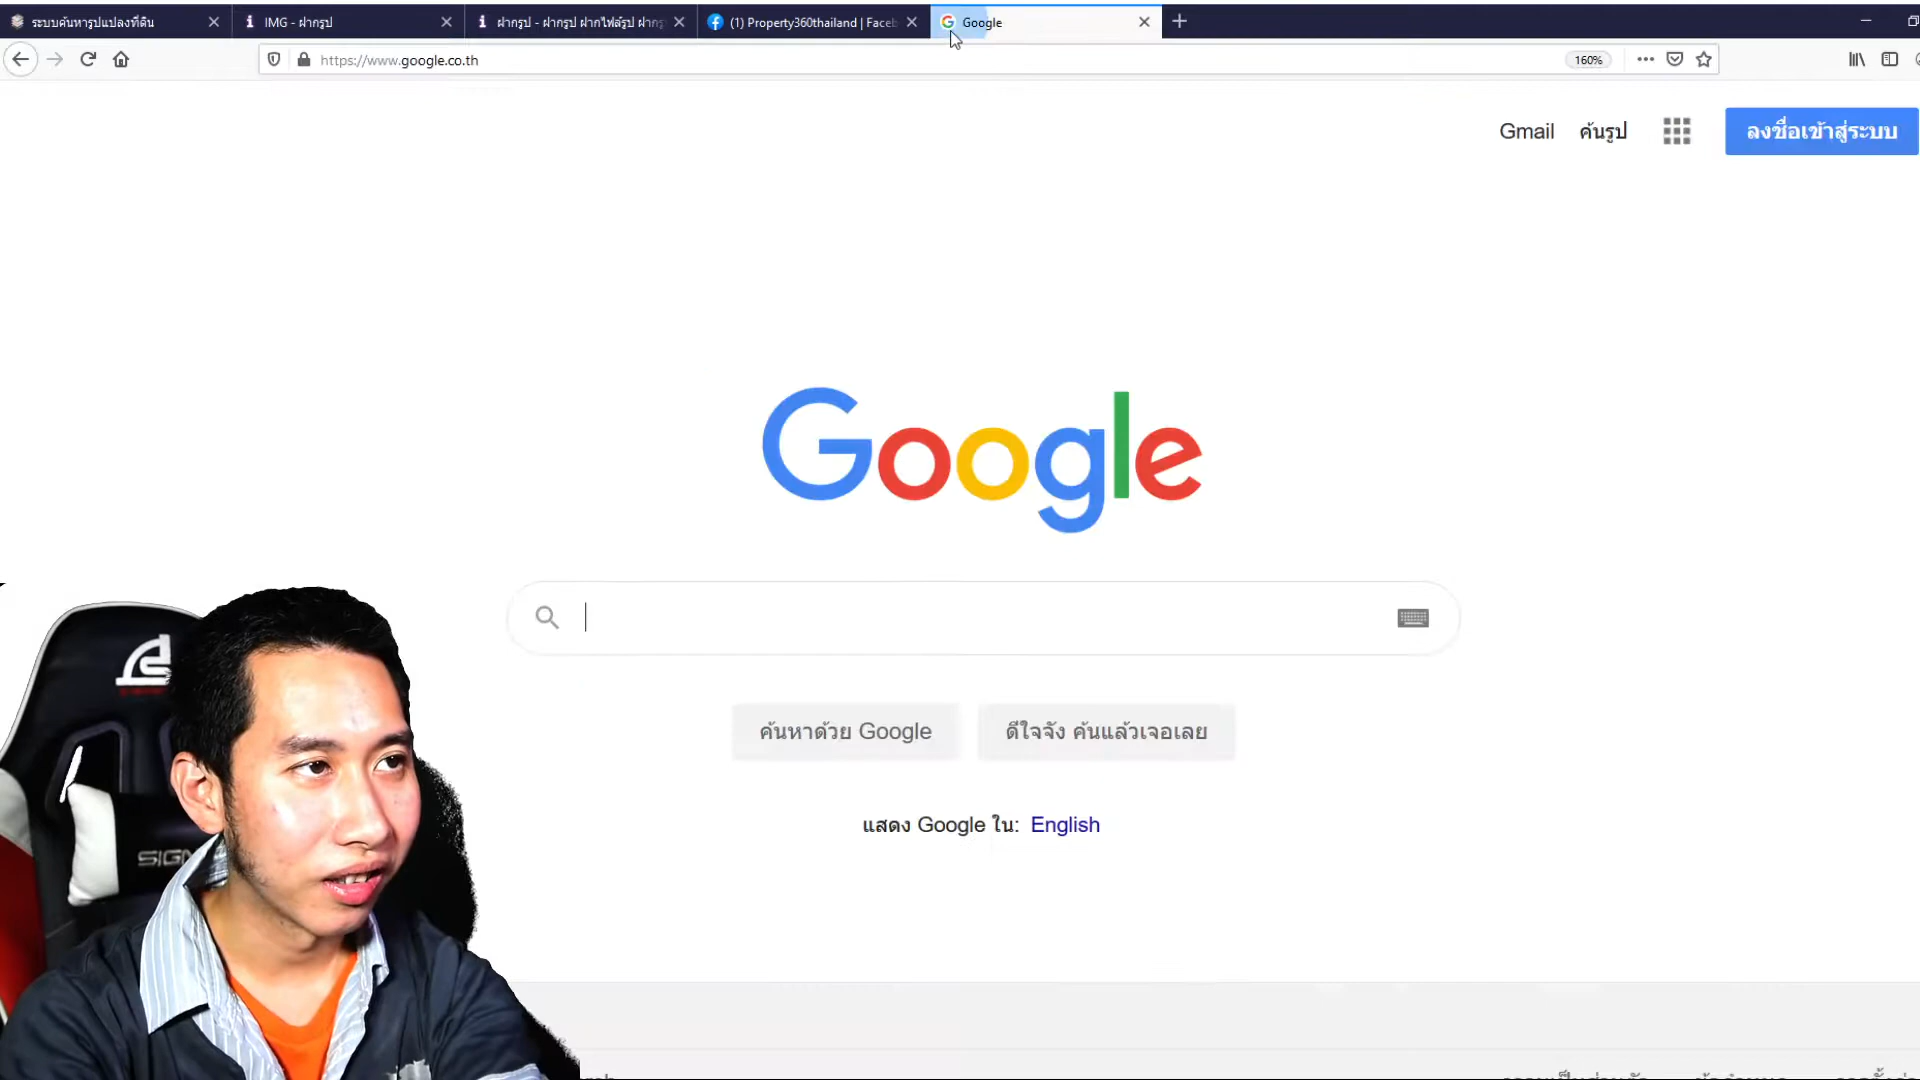 ระบบค้นหารูปแปลงที่ดิน
IMG - ฝากรูป
ฝากรูป - ฝากรูป ฝากไฟล์รูป ฝากรู
(1) Property360thailand | Faceb
Google
https://www.google.co.th
160%
Gmail
ค้นรูป
ลงชื่อเข้าสู่ระบบ
Google
ค้นหาด้วย Google
ดีใจจัง ค้นแล้วเจอเลย
แสดง Google ใน: English
SIGN